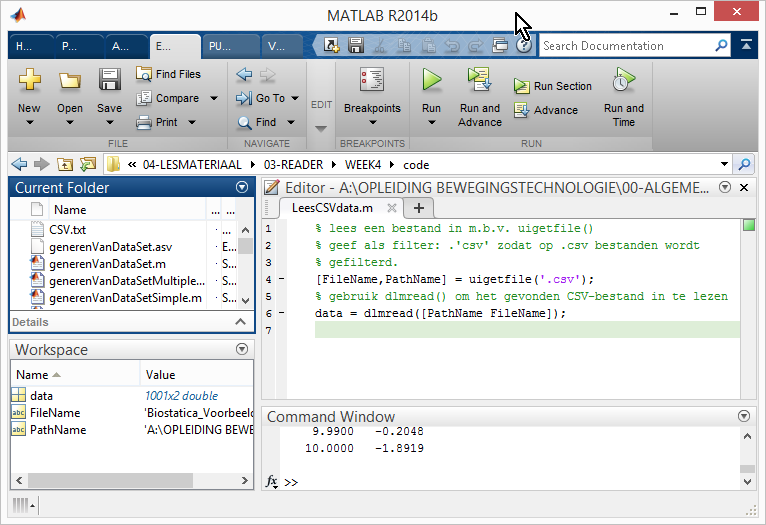 MATLAB R2014b
H... P... A... E... PU... V... Search Documentation
New Open Save Find Files Compare Print
FILE
Go To Find
NAVIGATE
EDIT
Breakpoints
BREAKPOINTS
Run Run and Advance Run Section Advance Run and Time
RUN
« 04-LESMATERIAAL 03-READER WEEK4 code
Current Folder
Name ... ...
CSV.txt
generenVanDataSet.asv E...
generenVanDataSet.m S...
generenVanDataSetMultiple... S...
generenVanDataSetSimple.m S...
Details
Workspace
Name Value
data 1001x2 double
abc FileName 'Biostatica_Voorbeeld
abc PathName 'A:\OPLEIDING BEWE
Editor - A:\OPLEIDING BEWEGINGSTECHNOLOGIE\00-ALGEME...
LeesCSVdata.m
1 % lees een bestand in m.b.v. uigetfile()
2 % geef als filter: .'csv' zodat op .csv bestanden wordt
3 % gefilterd.
4 – [FileName,PathName] = uigetfile('.csv');
5 % gebruik dlmread() om het gevonden CSV-bestand in te lezen
6 – data = dlmread([PathName FileName]);
7
Command Window
9.9900 -0.2048
10.0000 -1.8919
fx >>